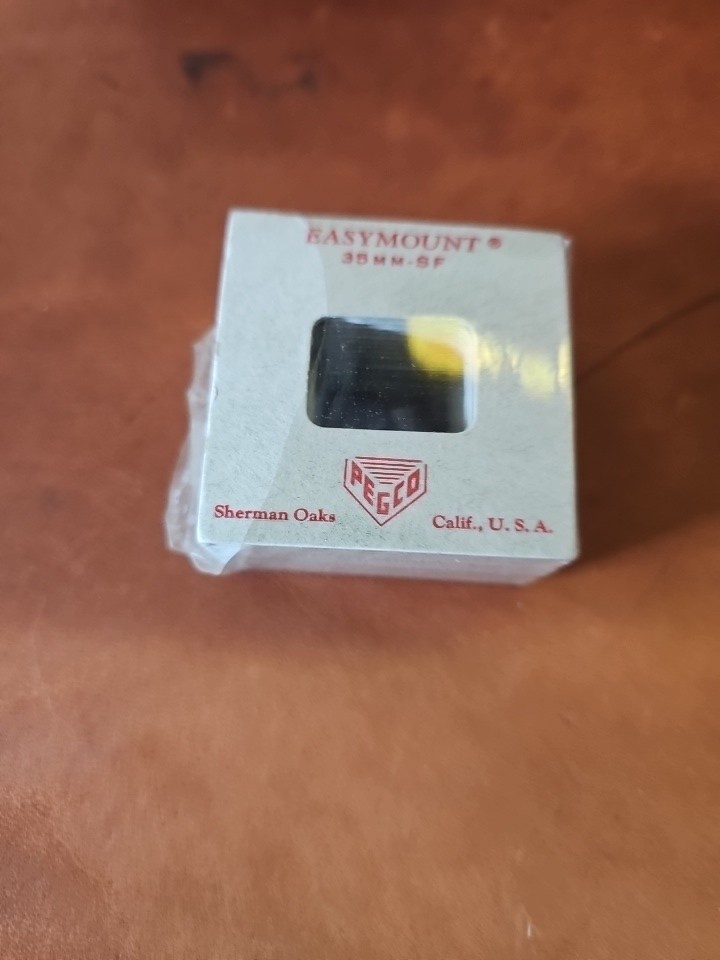 EASYMOUNT ®
35MM-SF
PEGCO
Sherman Oaks Calif., U. S. A.